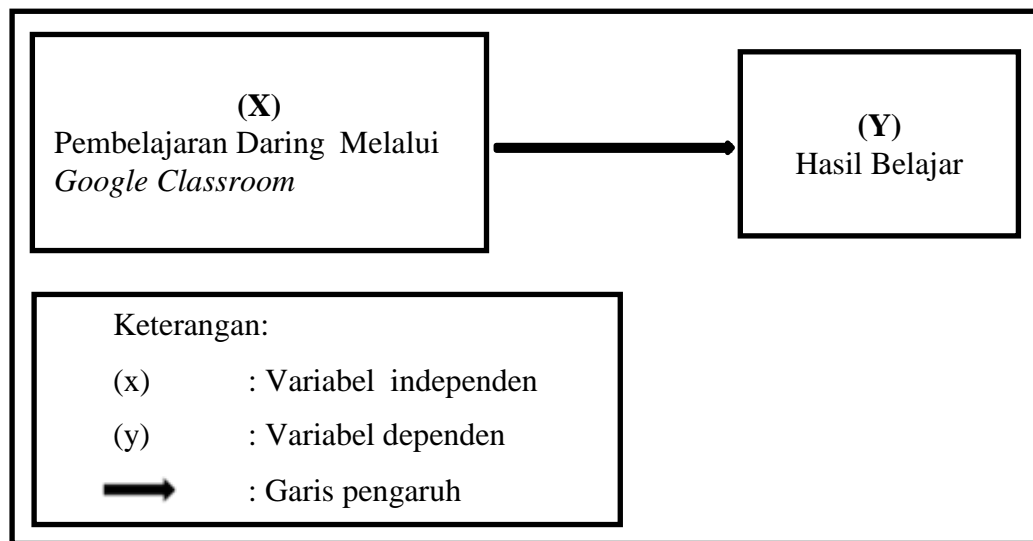 (X)
Pembelajaran Daring Melalui
Google Classroom
(Y)
Hasil Belajar
Keterangan:
(x) : Variabel independen
(y) : Variabel dependen
: Garis pengaruh